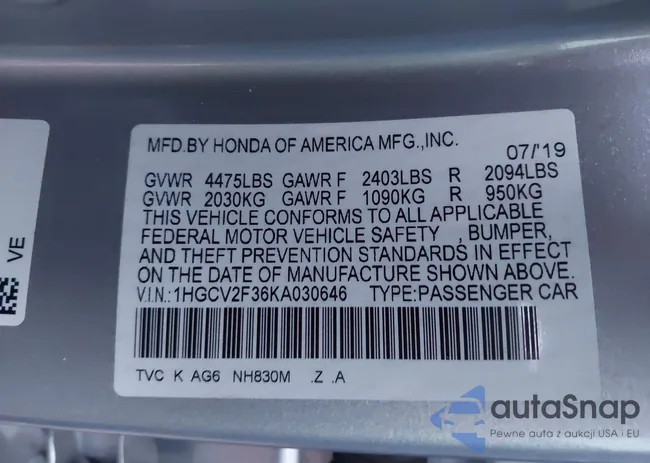 MFD.BY HONDA OF AMERICA MFG.,INC. 07/'19
GVWR 4475LBS GAWR F 2403LBS R 2094LBS
GVWR 2030KG GAWR F 1090KG R 950KG
THIS VEHICLE CONFORMS TO ALL APPLICABLE
FEDERAL MOTOR VEHICLE SAFETY , BUMPER,
AND THEFT PREVENTION STANDARDS IN EFFECT
ON THE DATE OF MANUFACTURE SHOWN ABOVE.
V.I.N.:1HGCV2F36KA030646 TYPE:PASSENGER CAR
TVC K AG6 NH830M .Z .A
VE
autaSnap
Pewne auta z aukcji USA i EU